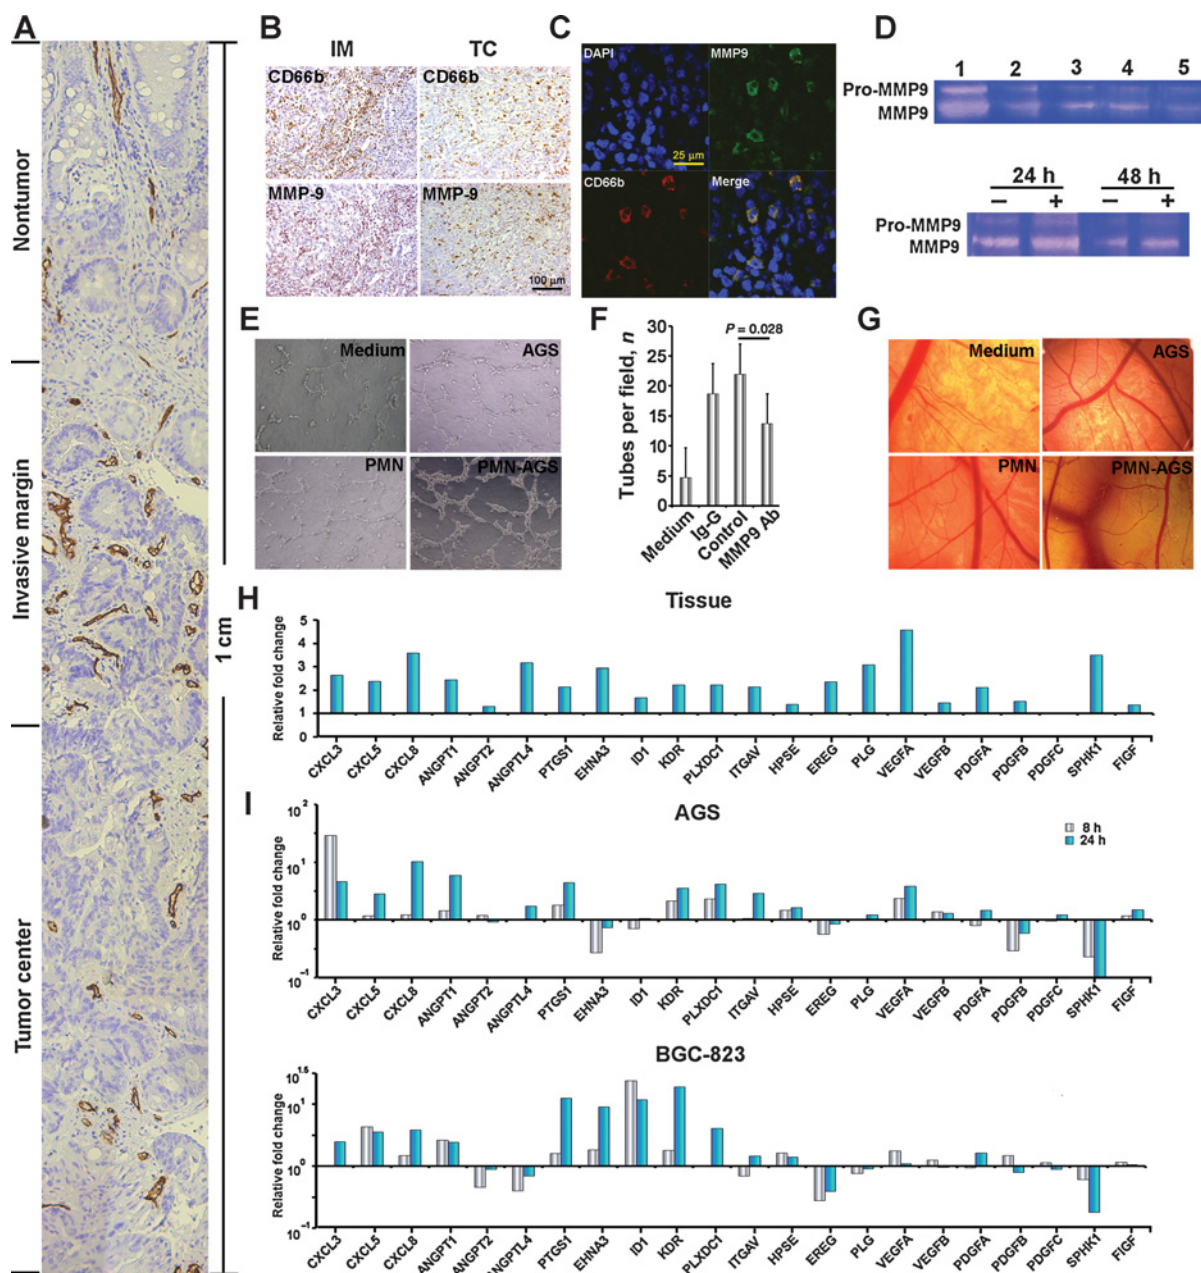 A
Nontumor
Invasive margin
Tumor center
1 cm
B
IM
TC
CD66b
CD66b
MMP-9
MMP-9
100 µm
C
DAPI
MMP9
25 µm
CD66b
Merge
D
1 2 3 4 5
Pro-MMP9
MMP9
24 h 48 h
– + – +
Pro-MMP9
MMP9
E
Medium
AGS
PMN
PMN-AGS
F
P = 0.028
Tubes per field, n
30
25
20
15
10
5
0
Medium
Ig-G
Control
MMP9 Ab
G
Medium
AGS
PMN
PMN-AGS
H
Tissue
Relative fold change
5
4
3
2
1
0
CXCL3 CXCL5 CXCL8 ANGPT1 ANGPT2 ANGPTL4 PTGS1 EHNA3 ID1 KDR PLXDC1 ITGAV HPSE EREG PLG VEGFA VEGFB PDGFA PDGFB PDGFC SPHK1 FIGF
I
AGS
8 h
24 h
Relative fold change
10²
10¹
10⁰
10⁻¹
CXCL3 CXCL5 CXCL8 ANGPT1 ANGPT2 ANGPTL4 PTGS1 EHNA3 ID1 KDR PLXDC1 ITGAV HPSE EREG PLG VEGFA VEGFB PDGFA PDGFB PDGFC SPHK1 FIGF
BGC-823
Relative fold change
10¹·⁵
10¹
10⁰
10⁻¹
CXCL3 CXCL5 CXCL8 ANGPT1 ANGPT2 ANGPTL4 PTGS1 EHNA3 ID1 KDR PLXDC1 ITGAV HPSE EREG PLG VEGFA VEGFB PDGFA PDGFB PDGFC SPHK1 FIGF